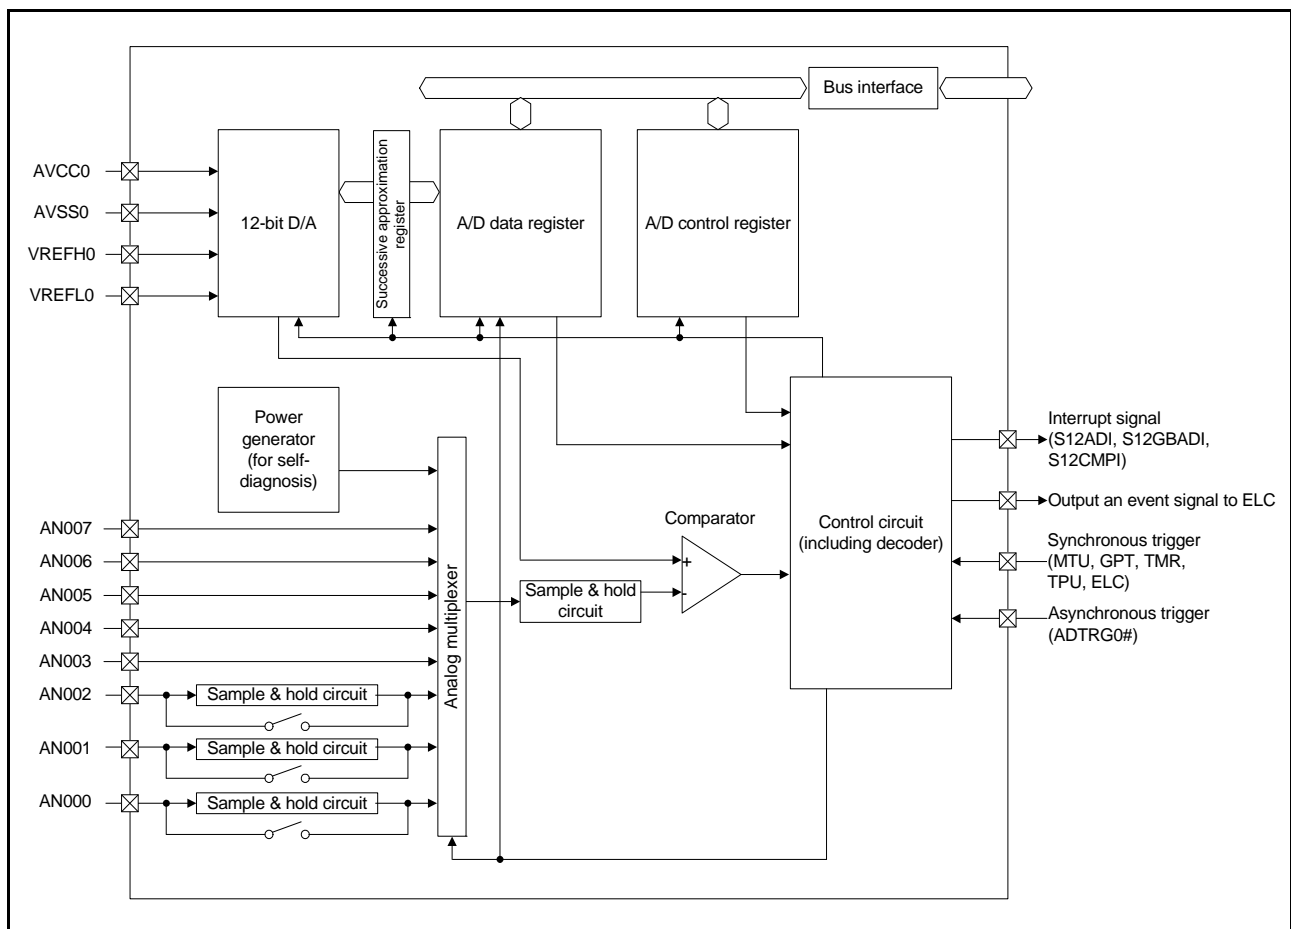 Bus interface
AVCC0
AVSS0
VREFH0
VREFL0
12-bit D/A
Successive approximation
register
A/D data register
A/D control register
Power
generator
(for self-
diagnosis)
AN007
AN006
AN005
AN004
AN003
AN002
AN001
AN000
Sample & hold circuit
Sample & hold circuit
Sample & hold circuit
Analog multiplexer
Sample & hold
circuit
Comparator
+
-
Control circuit
(including decoder)
Interrupt signal
(S12ADI, S12GBADI,
S12CMPI)
Output an event signal to ELC
Synchronous trigger
(MTU, GPT, TMR,
TPU, ELC)
Asynchronous trigger
(ADTRG0#)